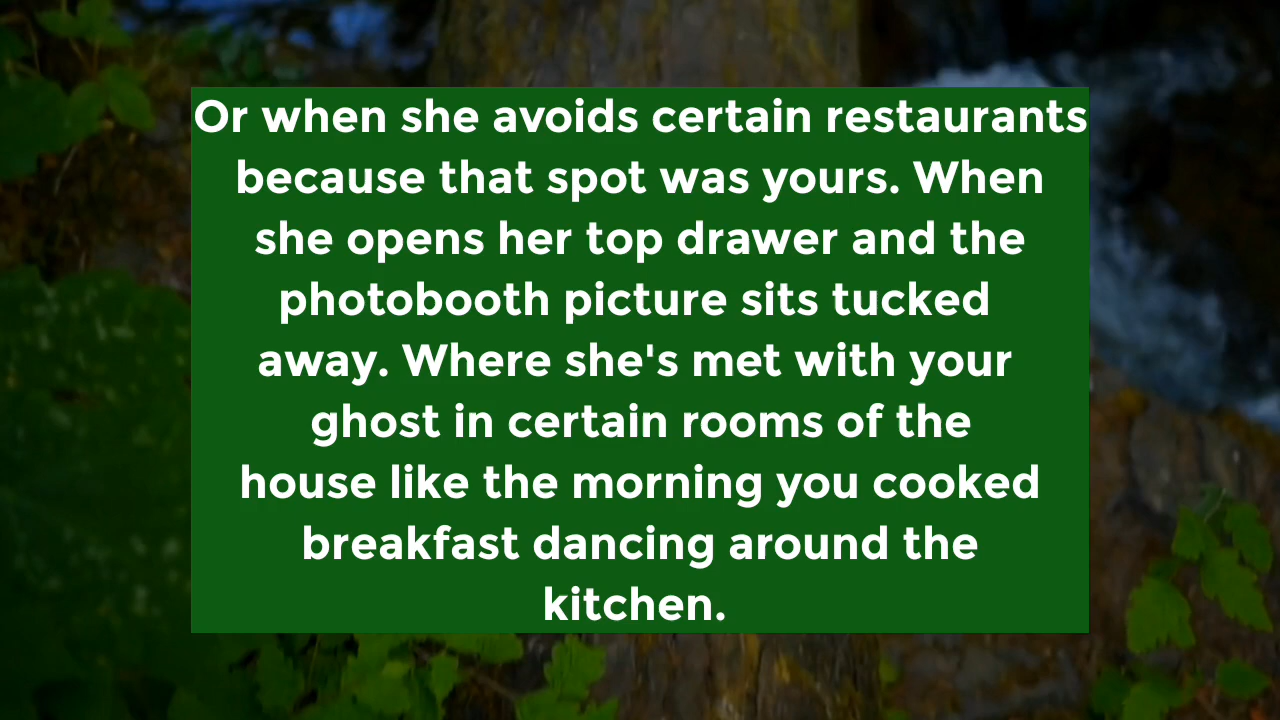 Or when she avoids certain restaurants
because that spot was yours. When
she opens her top drawer and the
photobooth picture sits tucked
away. Where she's met with your
ghost in certain rooms of the
house like the morning you cooked
breakfast dancing around the
kitchen.